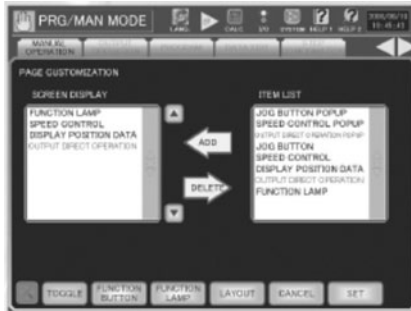 PRG/MAN MODE
LANG. CALC I/O SYSTEM HELP 1 HELP 2
MANUAL
OPERATION
PAGE CUSTOMIZATION
SCREEN DISPLAY
ITEM LIST
FUNCTION LAMP
SPEED CONTROL
DISPLAY POSITION DATA
OUTPUT DIRECT OPERATION
ADD
DELETE
JOG BUTTON POPUP
SPEED CONTROL POPUP
OUTPUT DIRECT OPERATION POPUP
JOG BUTTON
SPEED CONTROL
DISPLAY POSITION DATA
OUTPUT DIRECT OPERATION
FUNCTION LAMP
TOGGLE
FUNCTION
BUTTON
FUNCTION
LAMP
LAYOUT
CANCEL
SET